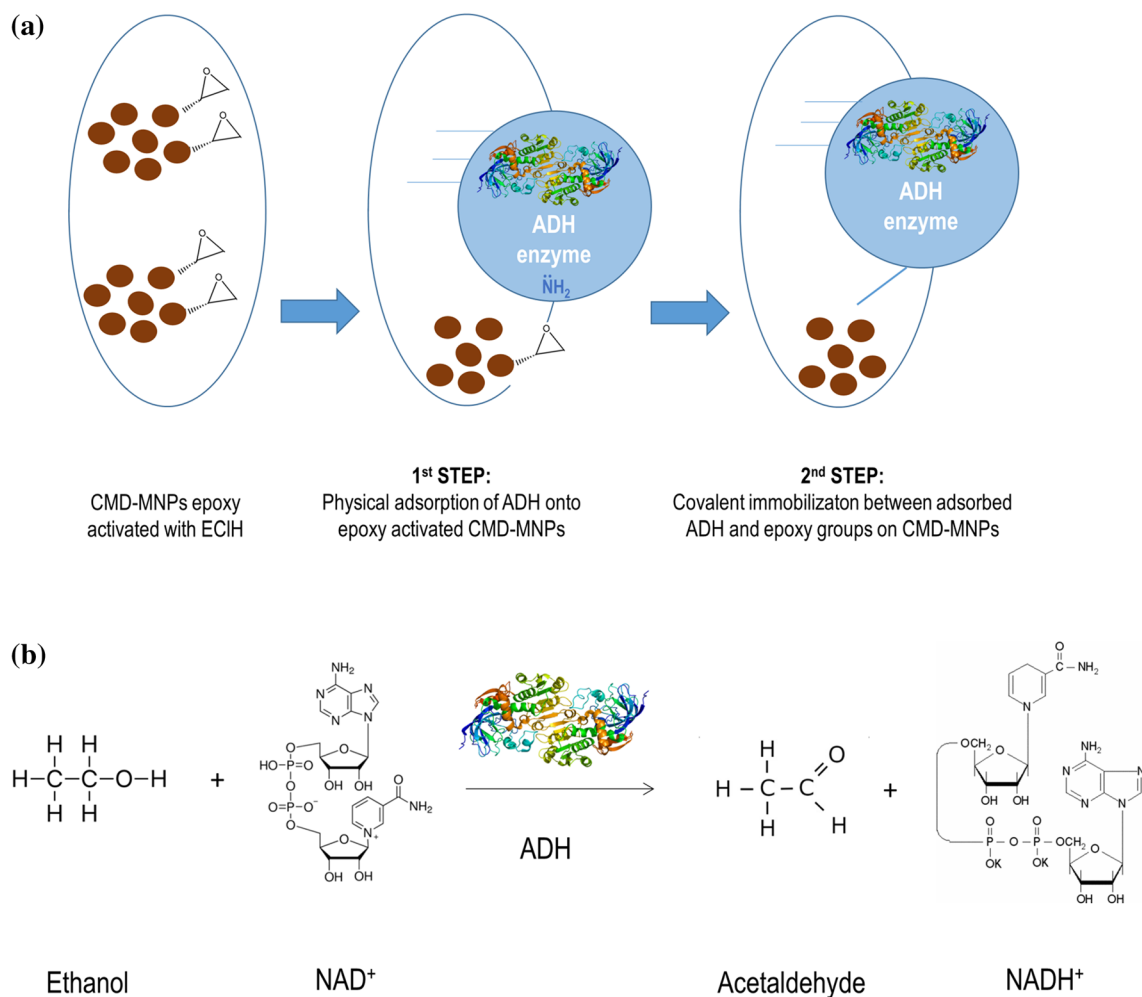 (a)
O
O
O
O
ADH
enzyme
N̈H₂
O
ADH
enzyme
CMD-MNPs epoxy
activated with EClH
1st STEP:
Physical adsorption of ADH onto
epoxy activated CMD-MNPs
2nd STEP:
Covalent immobilizaton between adsorbed
ADH and epoxy groups on CMD-MNPs
(b)
H H
H–C–C–O–H
H H
+
NH₂
N N
N N
O O
HO–P=O
OH OH
O O
P O⁻ NH₂
O O
O N⁺
OH OH
ADH
H O
H–C–C
H H
+
O
C–NH₂
N
OCH₂ O
NH₂
OH OH N N
N N
O O
P–O–P–OCH₂ O
OK OK
OH OH
Ethanol
NAD⁺
Acetaldehyde
NADH⁺